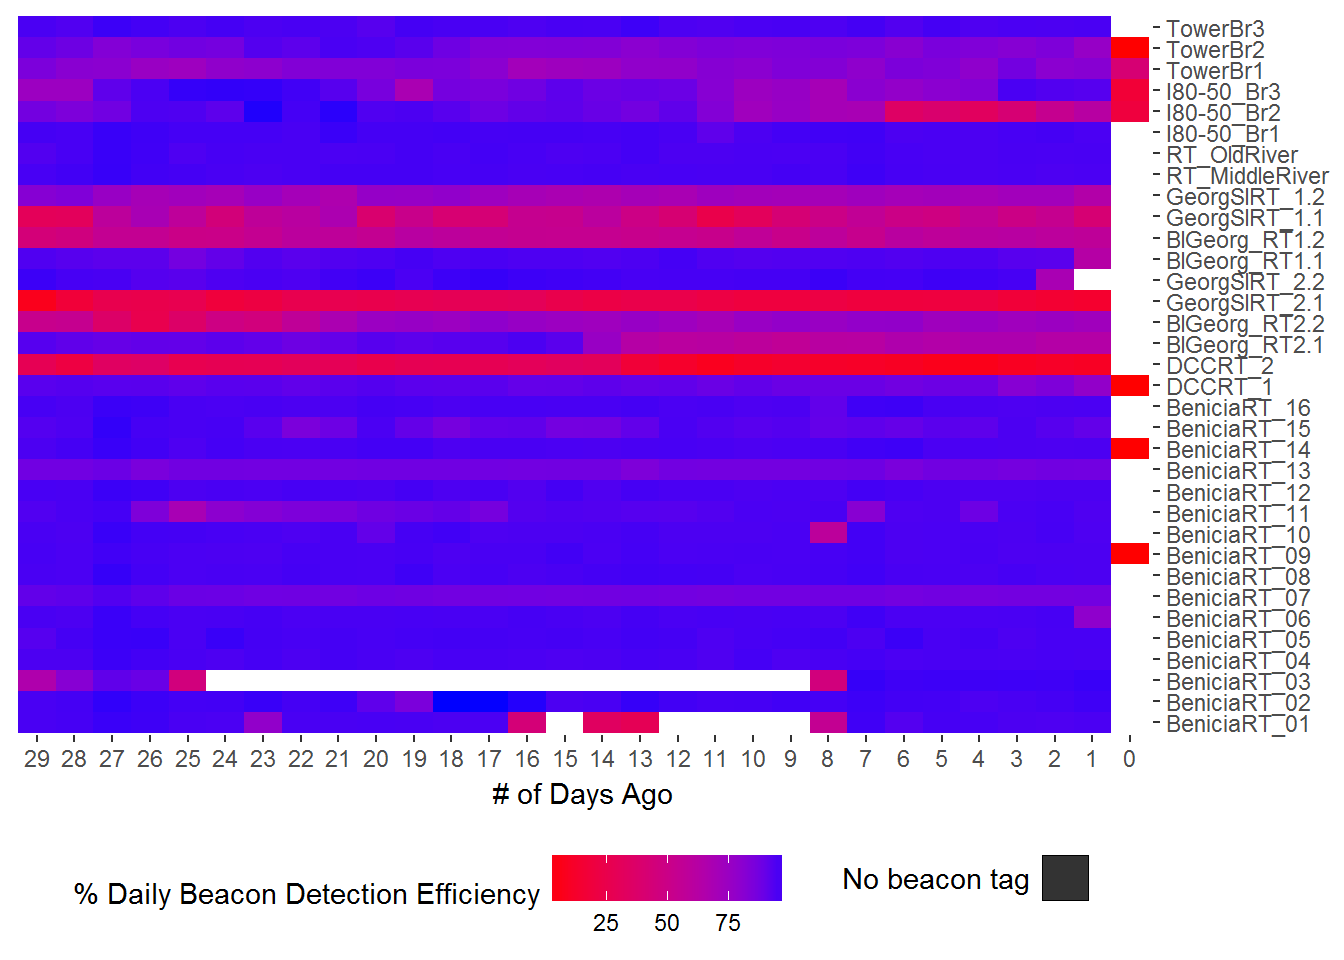 TowerBr3
TowerBr2
TowerBr1
I80-50_Br3
I80-50_Br2
I80-50_Br1
RT_OldRiver
RT_MiddleRiver
GeorgSlRT_1.2
GeorgSlRT_1.1
BlGeorg_RT1.2
BlGeorg_RT1.1
GeorgSlRT_2.2
GeorgSlRT_2.1
BlGeorg_RT2.2
BlGeorg_RT2.1
DCCRT_2
DCCRT_1
BeniciaRT_16
BeniciaRT_15
BeniciaRT_14
BeniciaRT_13
BeniciaRT_12
BeniciaRT_11
BeniciaRT_10
BeniciaRT_09
BeniciaRT_08
BeniciaRT_07
BeniciaRT_06
BeniciaRT_05
BeniciaRT_04
BeniciaRT_03
BeniciaRT_02
BeniciaRT_01
29 28 27 26 25 24 23 22 21 20 19 18 17 16 15 14 13 12 11 10 9 8 7 6 5 4 3 2 1 0
# of Days Ago
% Daily Beacon Detection Efficiency
25 50 75
No beacon tag